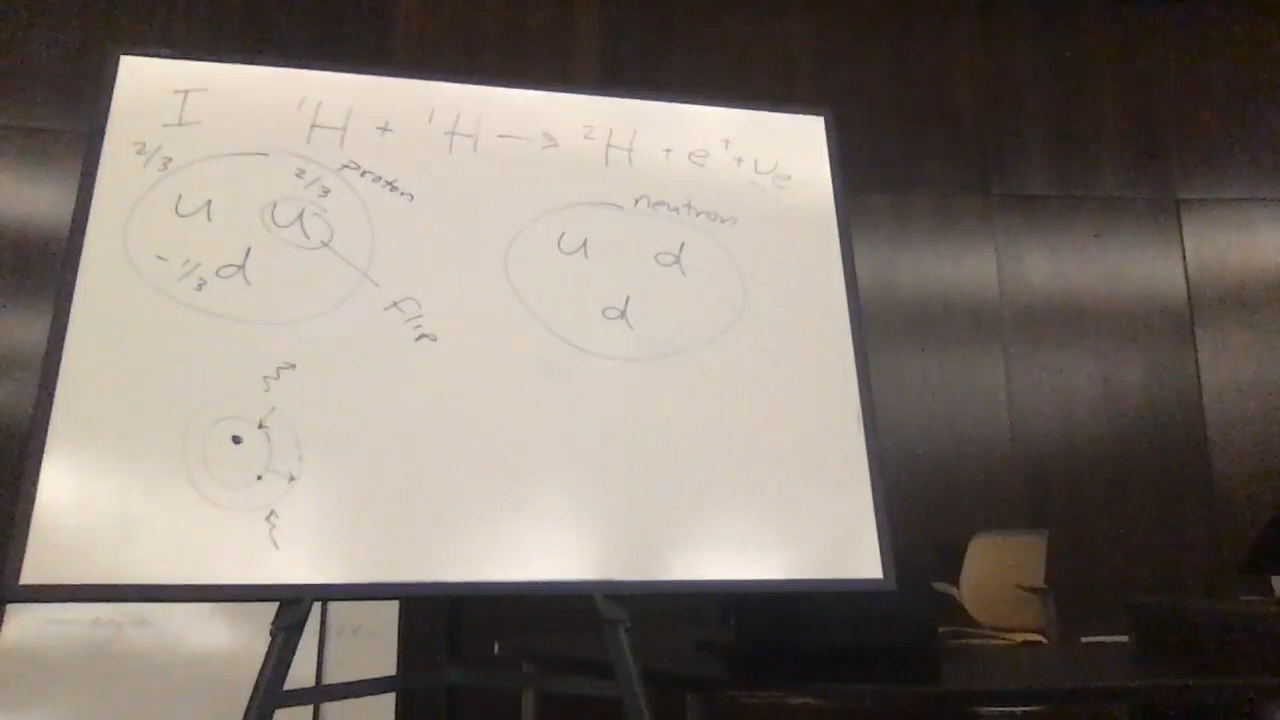 I ¹H + ¹H → ²H + e⁺ + νe
2/3 2/3 proton
u u
-1/3 d
flip
neutron
u d
d